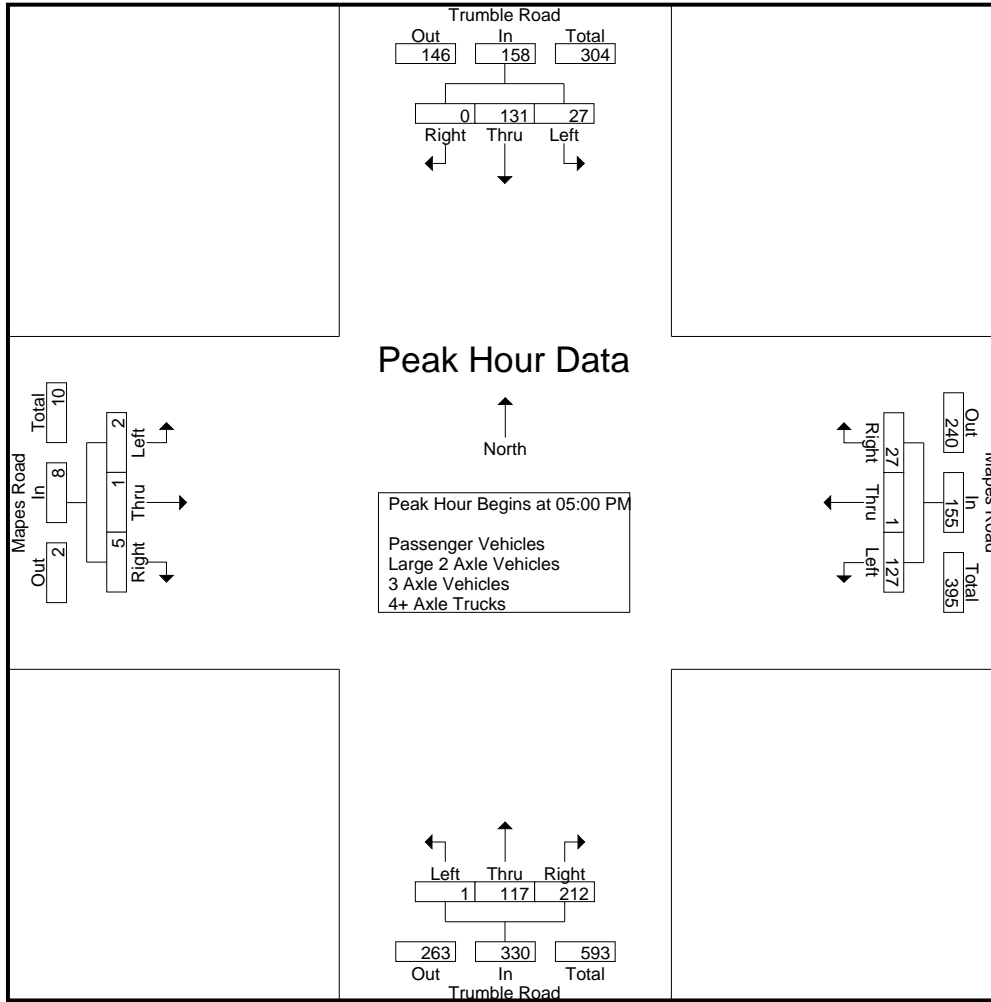 Trumble Road
Out In Total
146 158 304
0 131 27
Right Thru Left
Peak Hour Data
North
Peak Hour Begins at 05:00 PM
Passenger Vehicles
Large 2 Axle Vehicles
3 Axle Vehicles
4+ Axle Trucks
Mapes Road
Out In Total
2 8 10
Left Thru Right
2 1 5
Mapes Road
Out In Total
240 155 395
Right Thru Left
27 1 127
Left Thru Right
1 117 212
263 330 593
Out In Total
Trumble Road